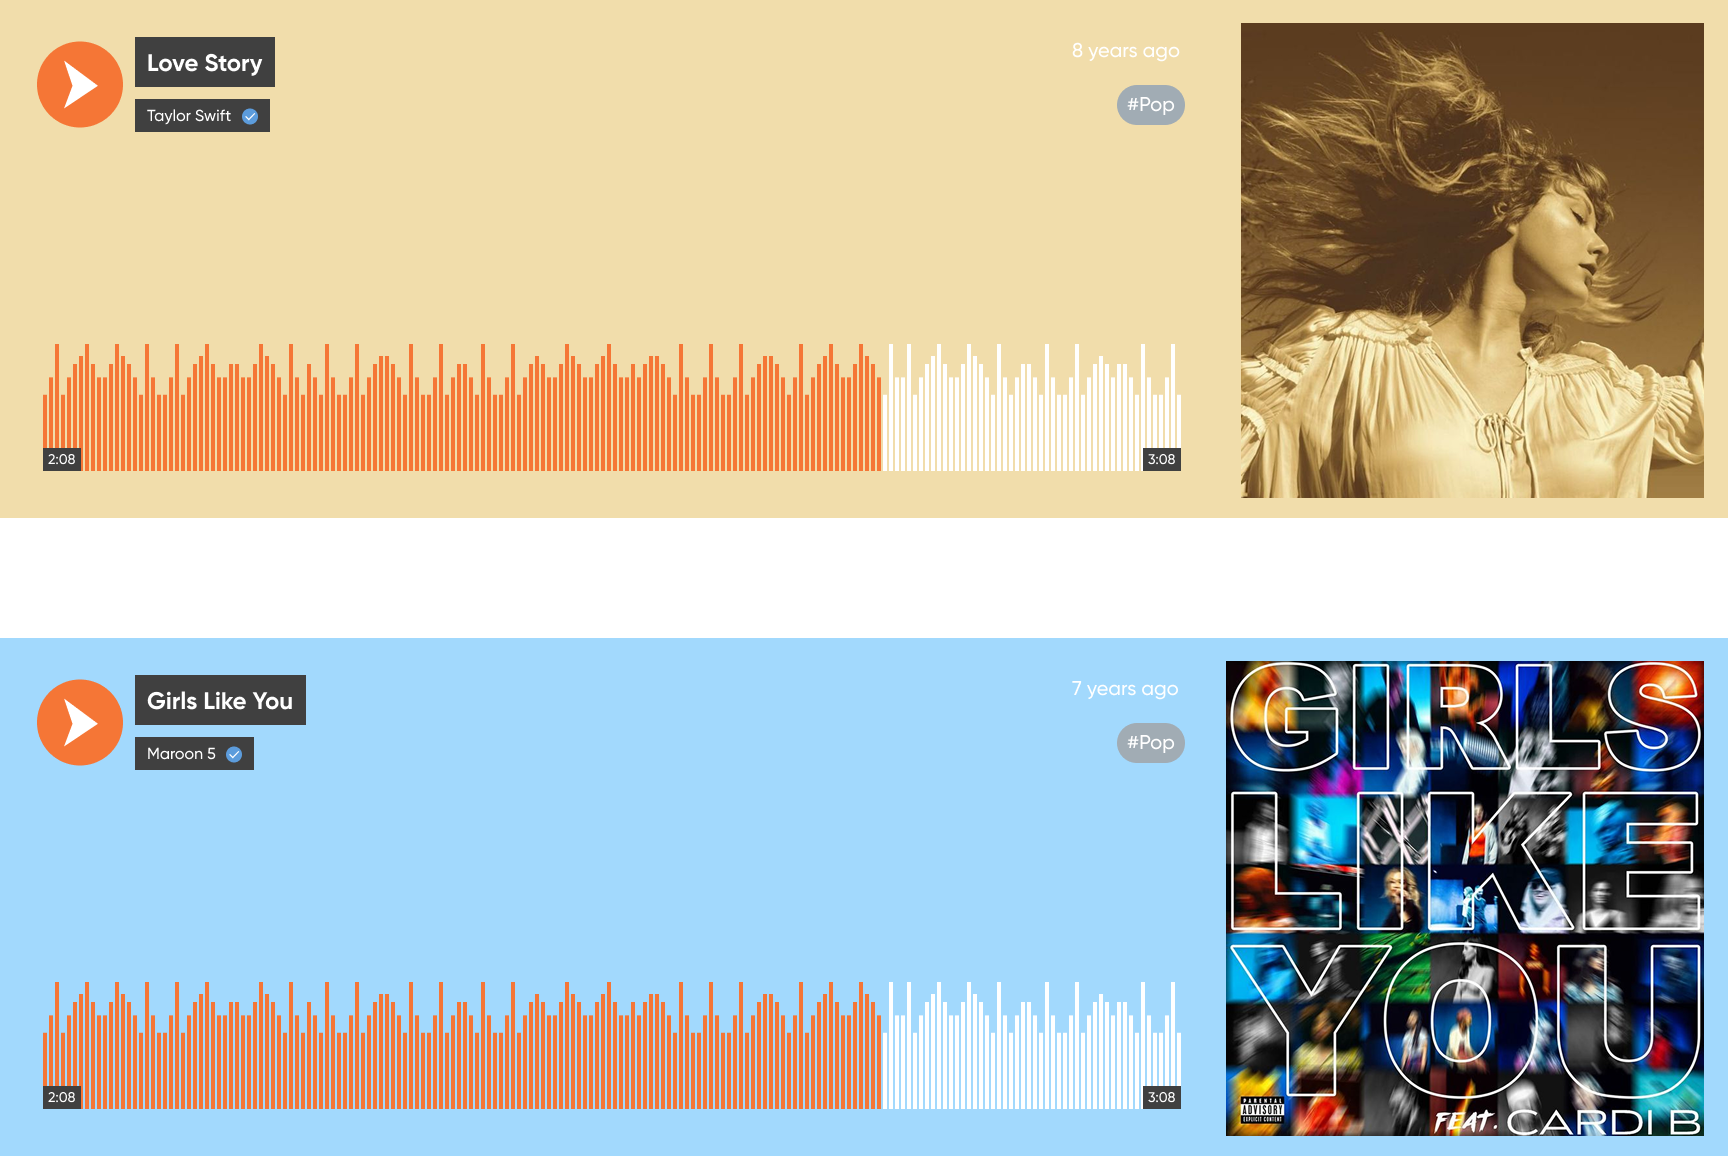 Love Story
8 years ago
Taylor Swift
#Pop
2:08
3:08
Girls Like You
7 years ago
Maroon 5
#Pop
2:08
3:08
GIRLS
LIKE
YOU
PARENTAL
ADVISORY
EXPLICIT CONTENT
FEAT. CARDI B